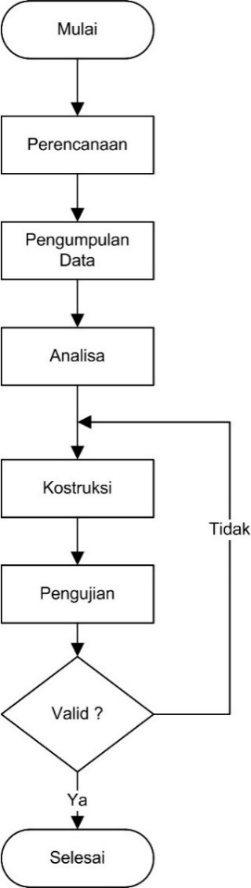 Mulai
Perencanaan
Pengumpulan
Data
Analisa
Kostruksi
Tidak
Pengujian
Valid ?
Ya
Selesai